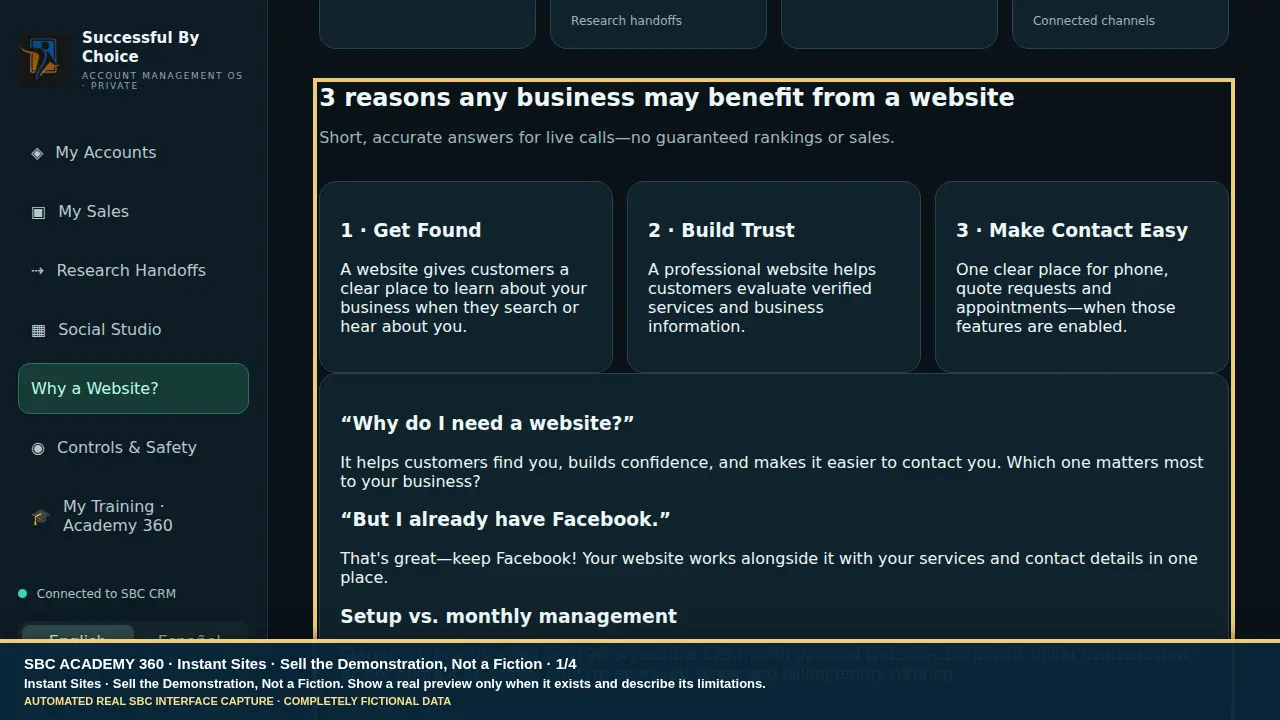 Successful By
Choice
ACCOUNT MANAGEMENT OS
· PRIVATE
◈ My Accounts
▣ My Sales
⇢ Research Handoffs
▦ Social Studio
Why a Website?
◉ Controls & Safety
🎓 My Training ·
Academy 360
Connected to SBC CRM
English Español
Research handoffs
Connected channels
3 reasons any business may benefit from a website
Short, accurate answers for live calls—no guaranteed rankings or sales.
1 · Get Found
A website gives customers a
clear place to learn about your
business when they search or
hear about you.
2 · Build Trust
A professional website helps
customers evaluate verified
services and business
information.
3 · Make Contact Easy
One clear place for phone,
quote requests and
appointments—when those
features are enabled.
“Why do I need a website?”
It helps customers find you, builds confidence, and makes it easier to contact you. Which one matters most
to your business?
“But I already have Facebook.”
That's great—keep Facebook! Your website works alongside it with your services and contact details in one
place.
Setup vs. monthly management
SBC ACADEMY 360 · Instant Sites · Sell the Demonstration, Not a Fiction · 1/4
Instant Sites · Sell the Demonstration, Not a Fiction. Show a real preview only when it exists and describe its limitations.
AUTOMATED REAL SBC INTERFACE CAPTURE · COMPLETELY FICTIONAL DATA